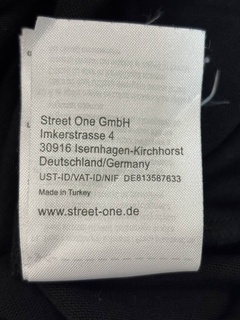 Street One GmbH
Imkerstrasse 4
30916 Isernhagen-Kirchhorst
Deutschland/Germany
UST-ID/VAT-ID/NIF DE813587633
Made in Turkey
www.street-one.de